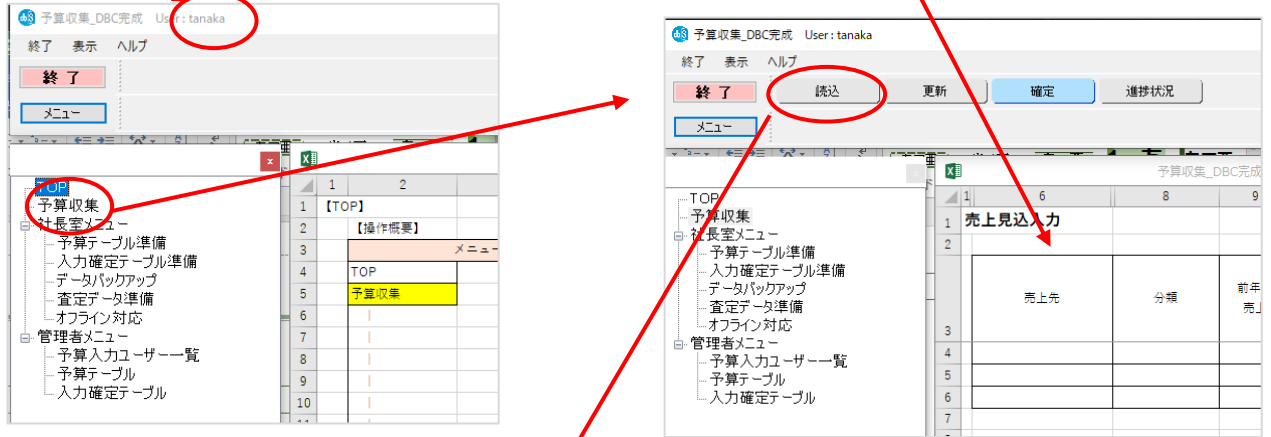 予算収集_DBC完成 User : tanaka
終了 表示 ヘルプ
終了
メニュー
TOP
予算収集
社長室メニュー
予算テーブル準備
入力確定テーブル準備
データバックアップ
査定データ準備
オフライン対応
管理者メニュー
予算入力ユーザー一覧
予算テーブル
入力確定テーブル
1 2
1 【TOP】
2 【操作概要】
3 メニュー
4 TOP
5 予算収集
6
7
8
9
10
予算収集_DBC完成 User : tanaka
終了 表示 ヘルプ
終了 読込 更新 確定 進捗状況
メニュー
TOP
予算収集
社長室メニュー
予算テーブル準備
入力確定テーブル準備
データバックアップ
査定データ準備
オフライン対応
管理者メニュー
予算入力ユーザー一覧
予算テーブル
入力確定テーブル
予算収集_DBC完成
1 6 8 9
1 売上見込入力
2
売上先 分類 前年
売上
3
4
5
6
7